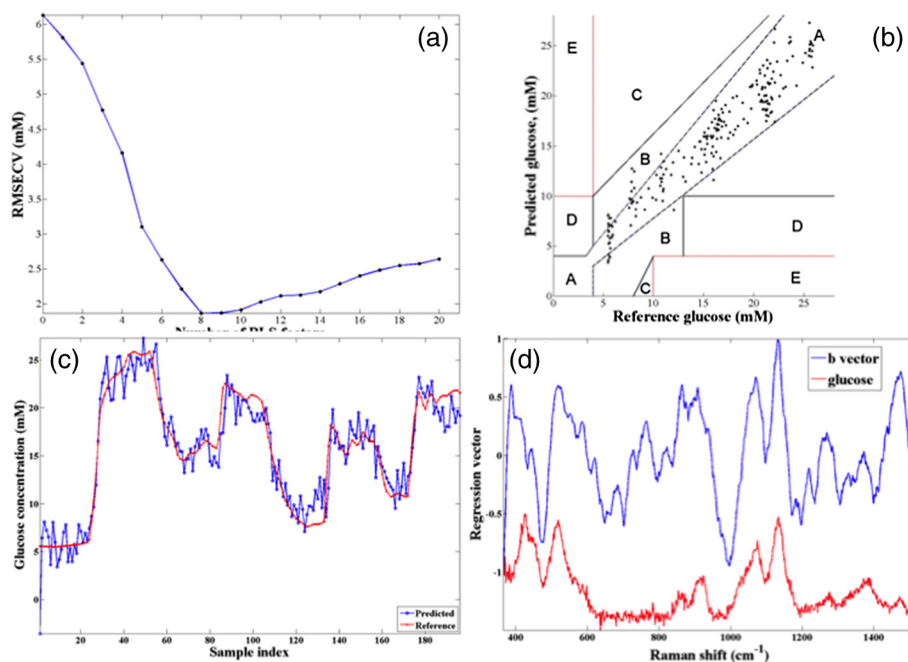 (a)
RMSECV (mM)
6
5.5
5
4.5
4
3.5
3
2.5
2
0 2 4 6 8 10 12 14 16 18 20
(b)
Predicted glucose, (mM)
25
20
15
10
5
0
E
C
A
B
D
B
D
A
C
E
0 5 10 15 20 25
Reference glucose (mM)
(c)
Glucose concentration (mM)
25
20
15
10
5
0
Predicted
Reference
20 40 60 80 100 120 140 160 180
Sample index
(d)
Regression vector
1
0.5
0
-0.5
-1
b vector
glucose
400 600 800 1000 1200 1400
Raman shift (cm⁻¹)